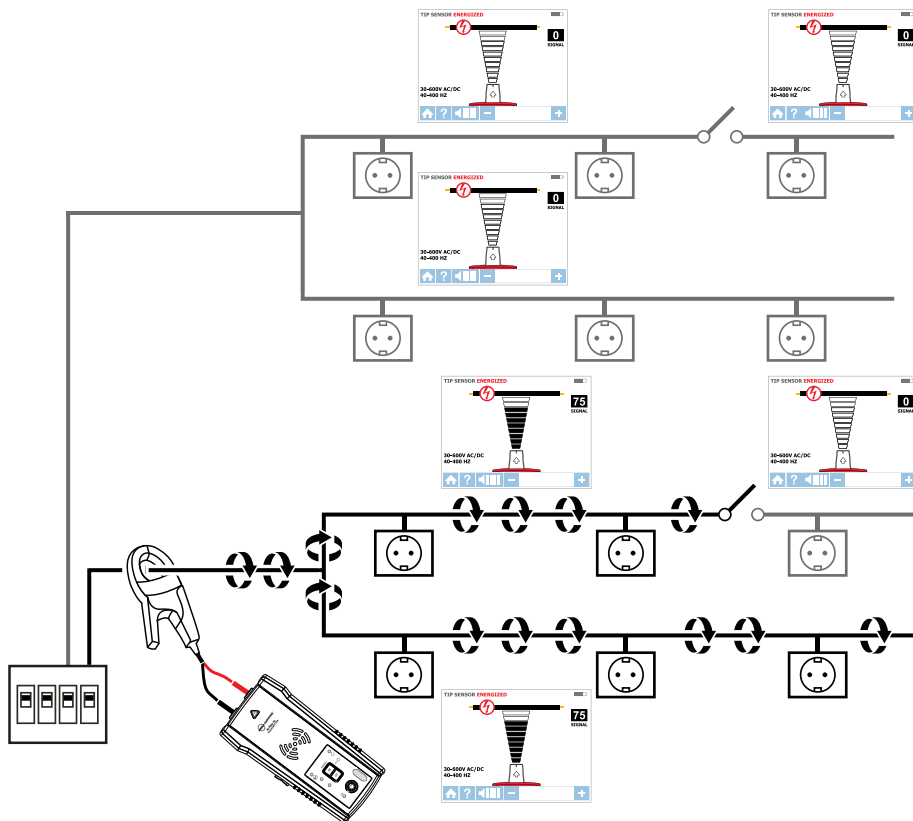 TIP SENSOR ENERGIZED
0
SIGNAL
30-600V AC/DC
40-400 HZ
? - +
TIP SENSOR ENERGIZED
0
SIGNAL
30-600V AC/DC
40-400 HZ
? - +
TIP SENSOR ENERGIZED
0
SIGNAL
30-600V AC/DC
40-400 HZ
? - +
TIP SENSOR ENERGIZED
75
SIGNAL
30-600V AC/DC
40-400 HZ
? - +
TIP SENSOR ENERGIZED
0
SIGNAL
30-600V AC/DC
40-400 HZ
? - +
TIP SENSOR ENERGIZED
75
SIGNAL
30-600V AC/DC
40-400 HZ
? - +